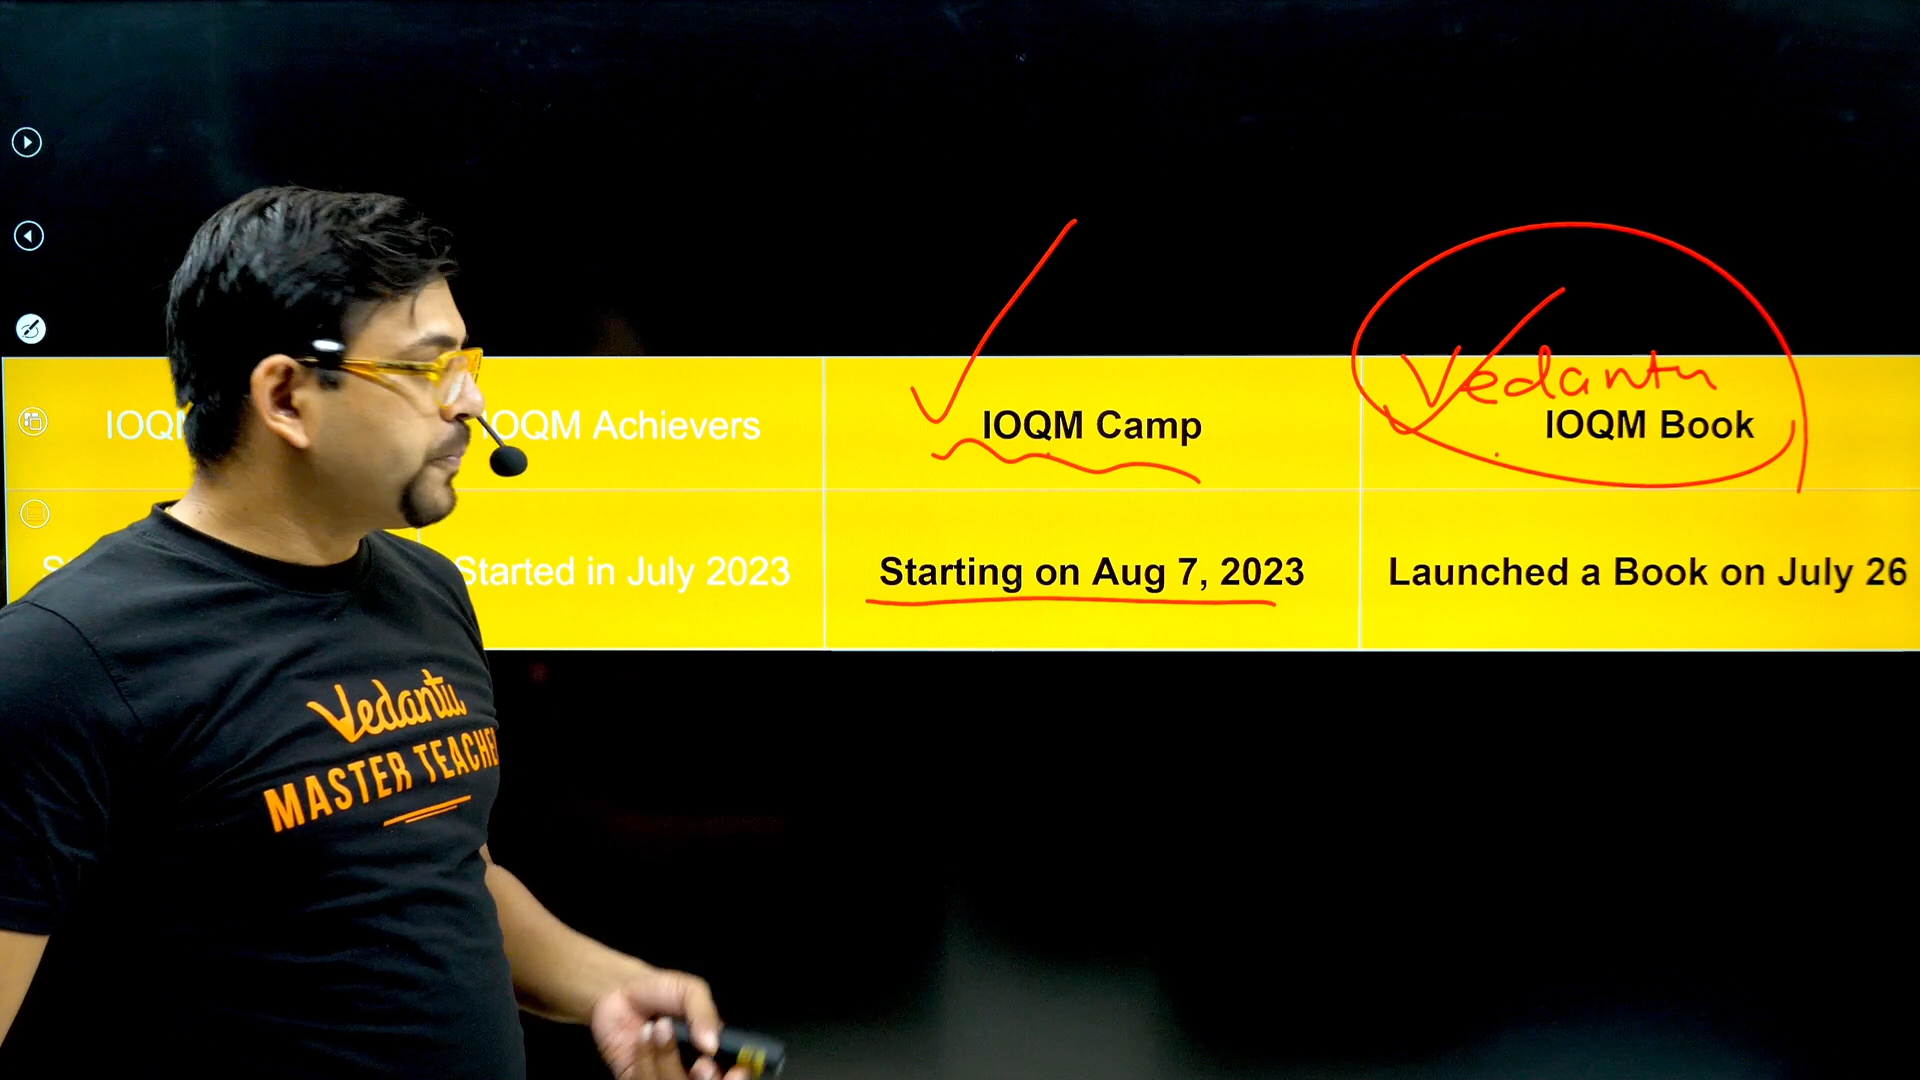 Vedantu
IOQM Achievers
IOQM Camp
IOQM Book
Started in July 2023
Starting on Aug 7, 2023
Launched a Book on July 26
Vedantu
MASTER TEACHE